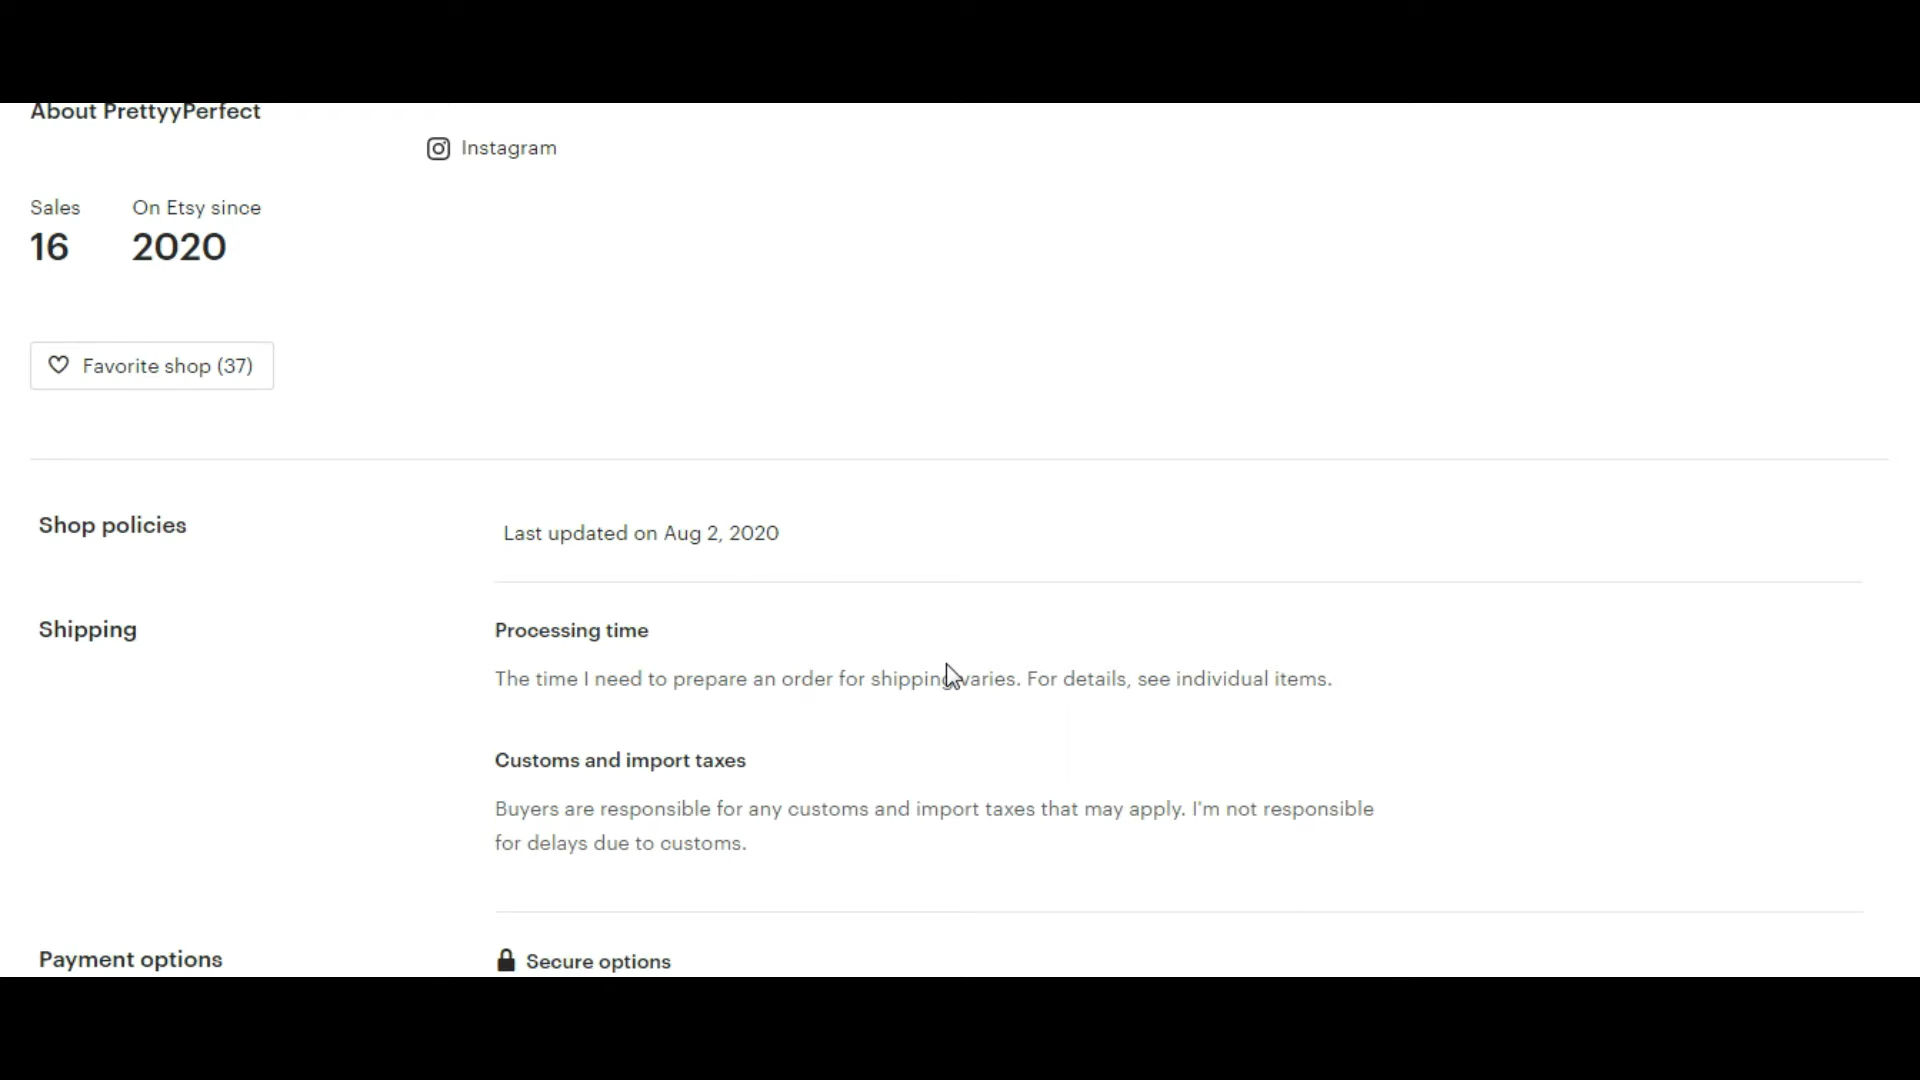 About PrettyyPerfect
Instagram
Sales
On Etsy since
16
2020
Favorite shop (37)
Shop policies
Last updated on Aug 2, 2020
Shipping
Processing time
The time I need to prepare an order for shipping varies. For details, see individual items.
Customs and import taxes
Buyers are responsible for any customs and import taxes that may apply. I'm not responsible
for delays due to customs.
Payment options
Secure options